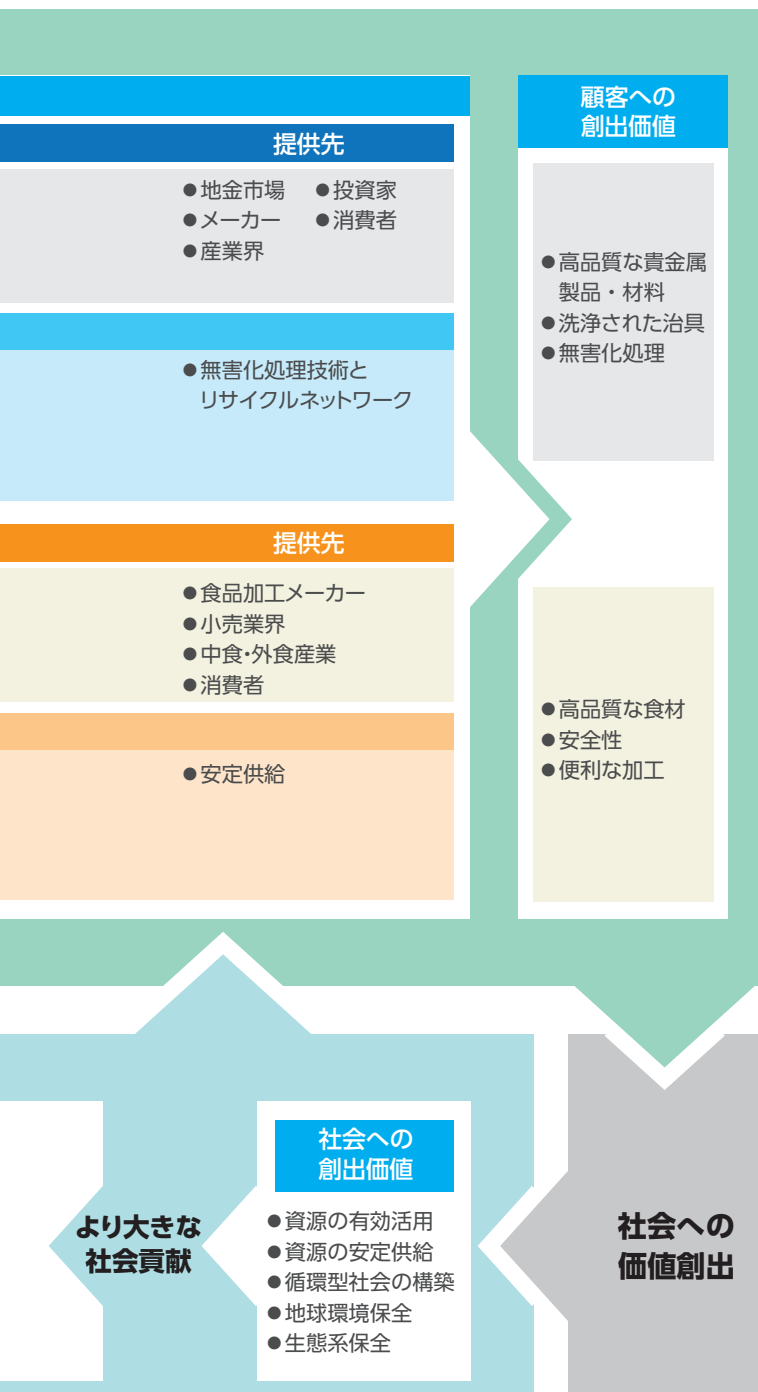 提供先
●地金市場 ●投資家
●メーカー ●消費者
●産業界
●無害化処理技術と
リサイクルネットワーク
提供先
●食品加工メーカー
●小売業界
●中食・外食産業
●消費者
●安定供給
顧客への
創出価値
●高品質な貴金属
製品・材料
●洗浄された治具
●無害化処理
●高品質な食材
●安全性
●便利な加工
社会への
価値創出
社会への
創出価値
●資源の有効活用
●資源の安定供給
●循環型社会の構築
●地球環境保全
●生態系保全
より大きな
社会貢献